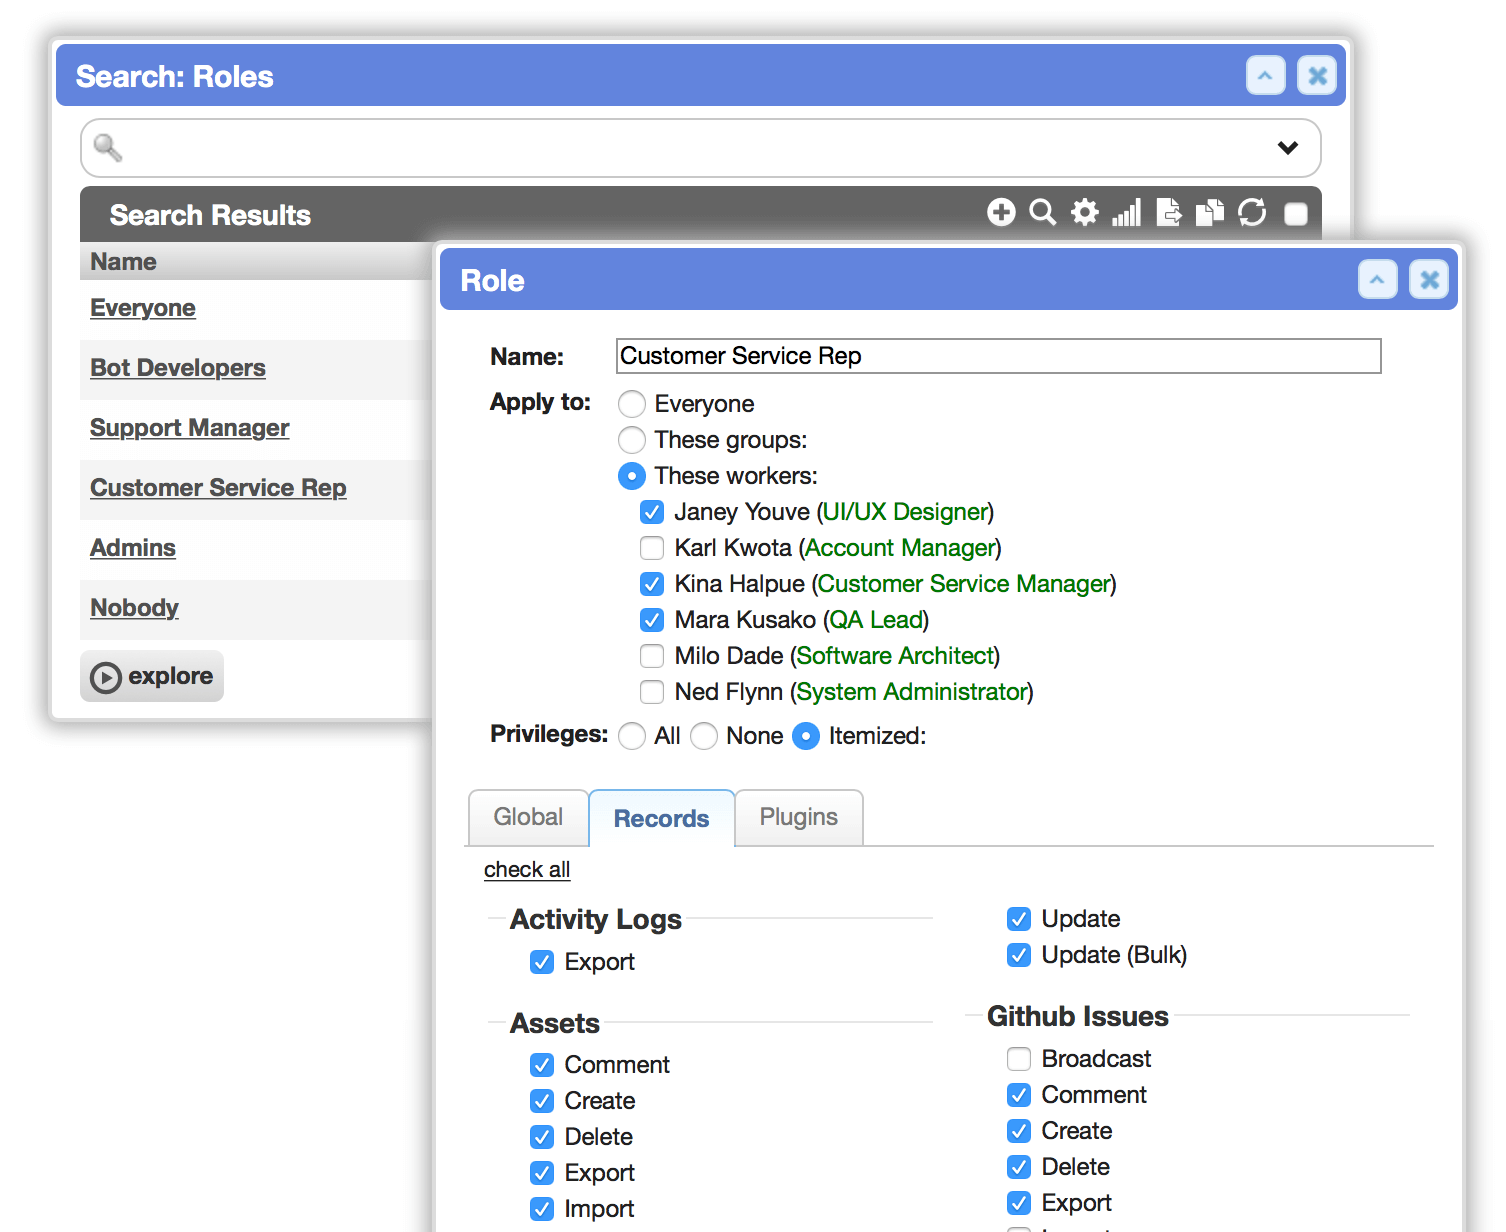 Search: Roles
Search Results
Name
Everyone
Bot Developers
Support Manager
Customer Service Rep
Admins
Nobody
explore
Role
Name: Customer Service Rep
Apply to: Everyone
These groups:
These workers:
Janey Youve (UI/UX Designer)
Karl Kwota (Account Manager)
Kina Halpue (Customer Service Manager)
Mara Kusako (QA Lead)
Milo Dade (Software Architect)
Ned Flynn (System Administrator)
Privileges: All None Itemized:
Global Records Plugins
check all
Activity Logs
Export
Assets
Comment
Create
Delete
Export
Import
Update
Update (Bulk)
Github Issues
Broadcast
Comment
Create
Delete
Export